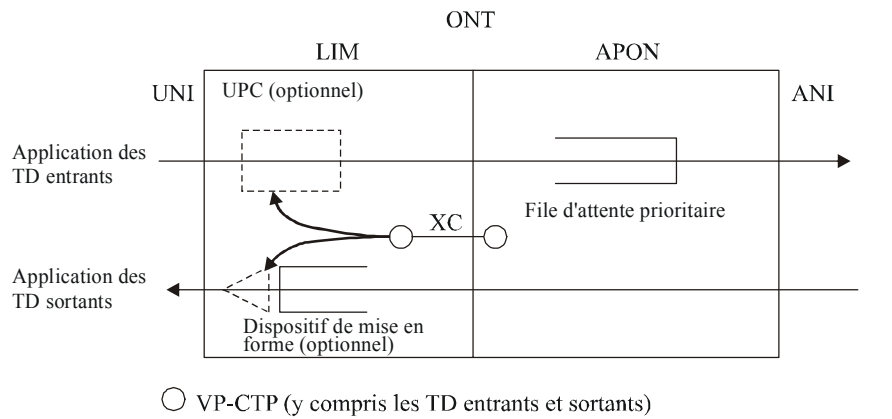 ONT
LIM
APON
UNI
UPC (optionnel)
ANI
Application des
TD entrants
File d'attente prioritaire
XC
Application des
TD sortants
Dispositif de mise en
forme (optionnel)
VP-CTP (y compris les TD entrants et sortants)